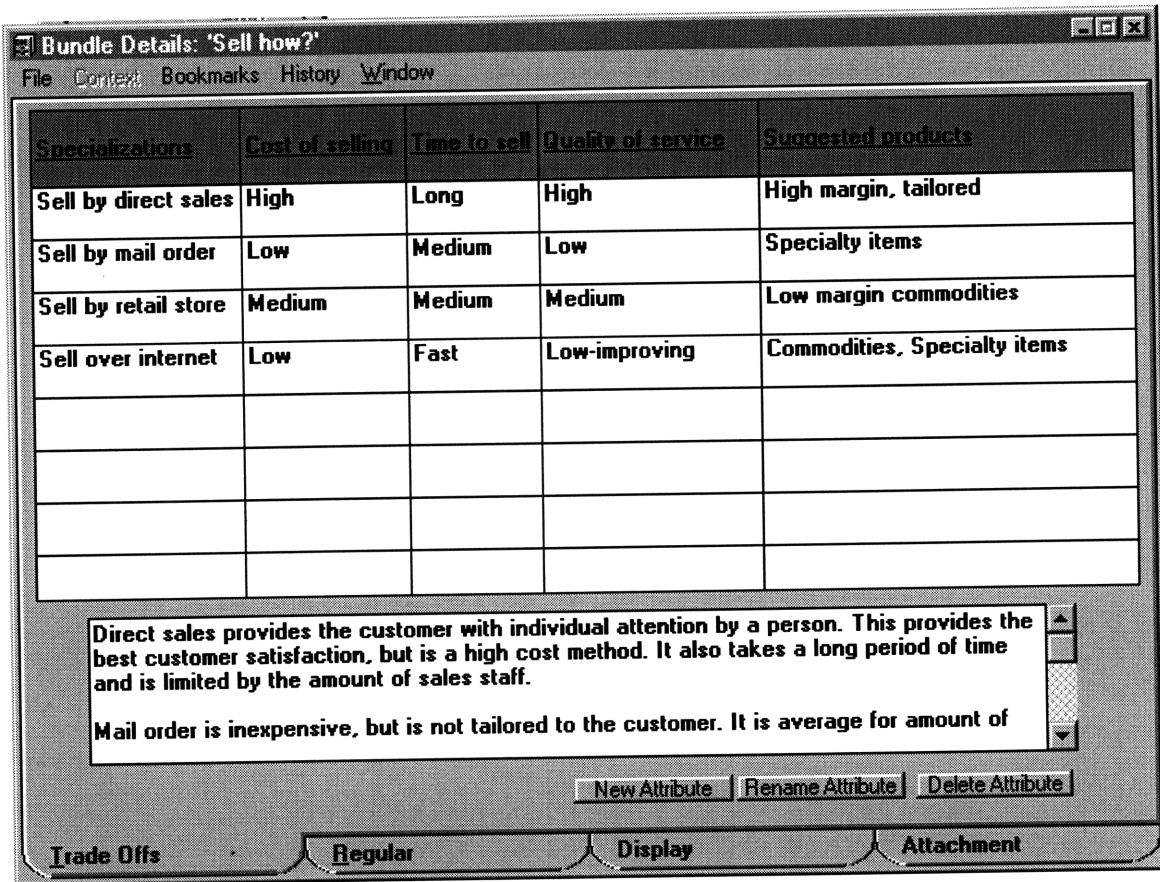 Bundle Details: 'Sell how?'
File Context Bookmarks History Window
Specializations Cost of selling Time to sell Quality of service Suggested products
Sell by direct sales High Long High High margin, tailored
Sell by mail order Low Medium Low Specialty items
Sell by retail store Medium Medium Medium Low margin commodities
Sell over internet Low Fast Low-improving Commodities, Specialty items
Direct sales provides the customer with individual attention by a person. This provides the
best customer satisfaction, but is a high cost method. It also takes a long period of time
and is limited by the amount of sales staff.
Mail order is inexpensive, but is not tailored to the customer. It is average for amount of
New Attribute Rename Attribute Delete Attribute
Trade Offs Regular Display Attachment